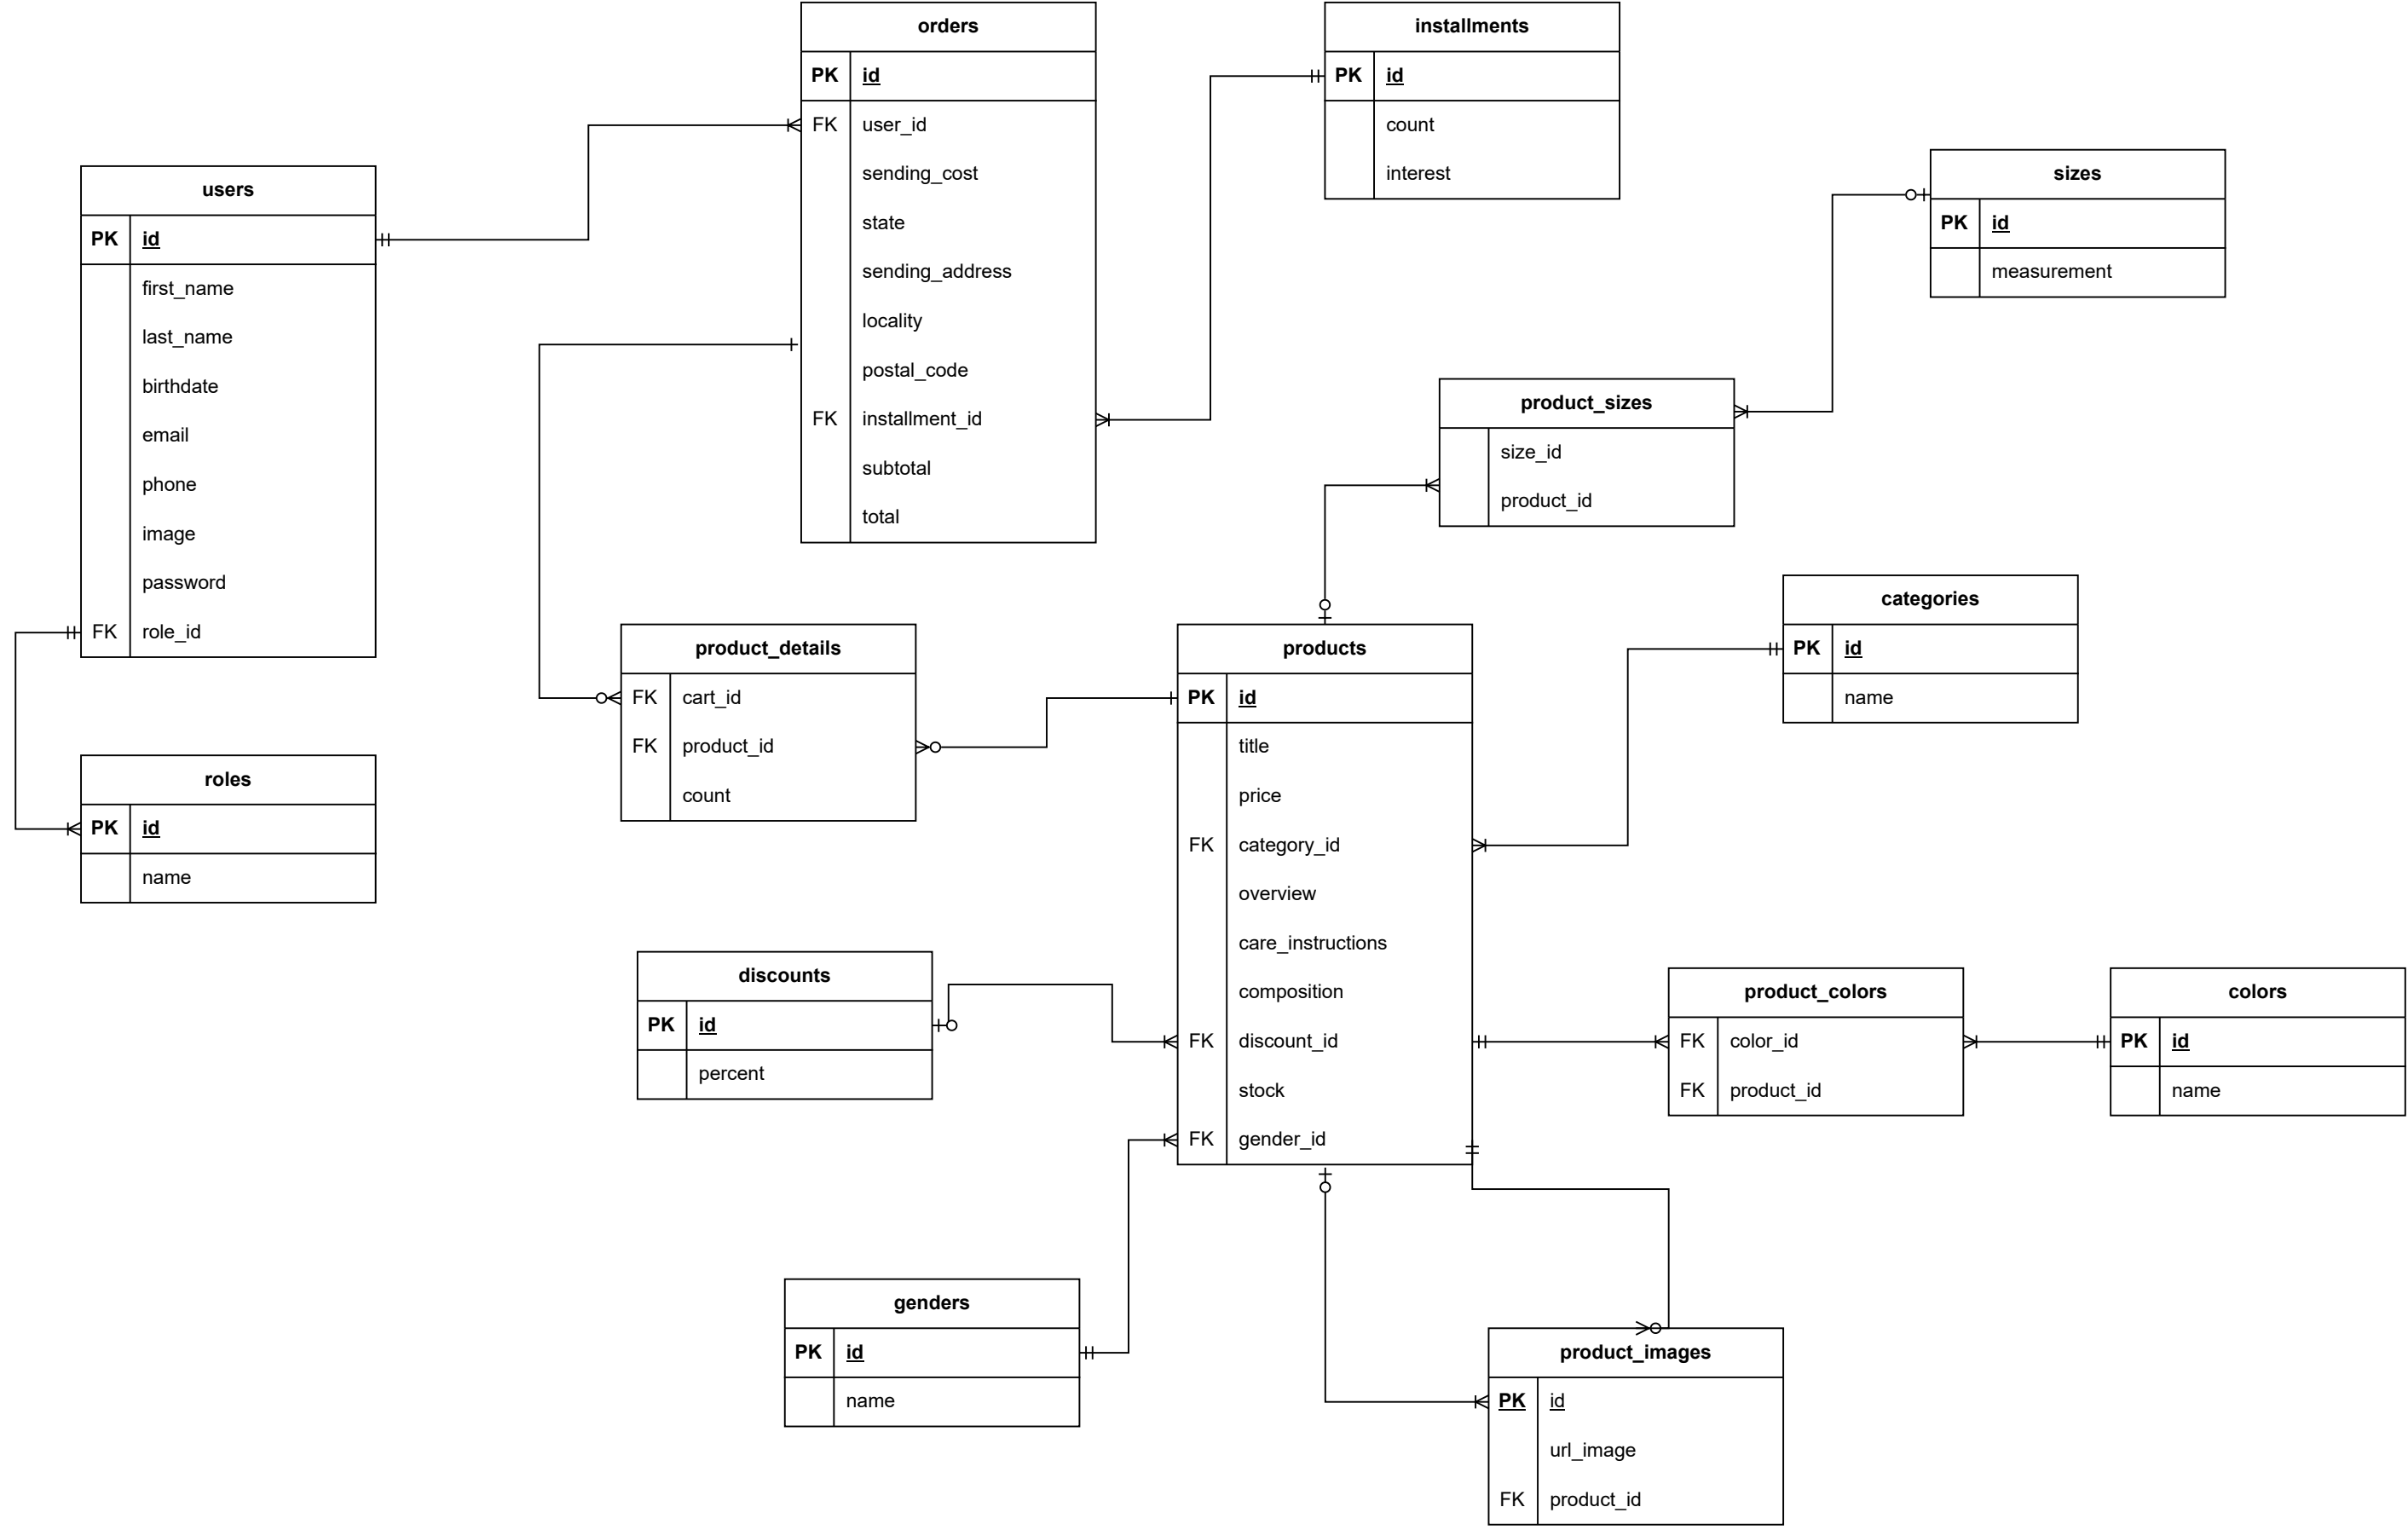 orders
PK id
FK user_id
sending_cost
state
sending_address
locality
postal_code
FK installment_id
subtotal
total
installments
PK id
count
interest
sizes
PK id
measurement
users
PK id
first_name
last_name
birthdate
email
phone
image
password
FK role_id
product_sizes
size_id
product_id
categories
PK id
name
product_details
FK cart_id
FK product_id
count
products
PK id
title
price
FK category_id
overview
care_instructions
composition
FK discount_id
stock
FK gender_id
roles
PK id
name
discounts
PK id
percent
product_colors
FK color_id
FK product_id
colors
PK id
name
genders
PK id
name
product_images
PK id
url_image
FK product_id